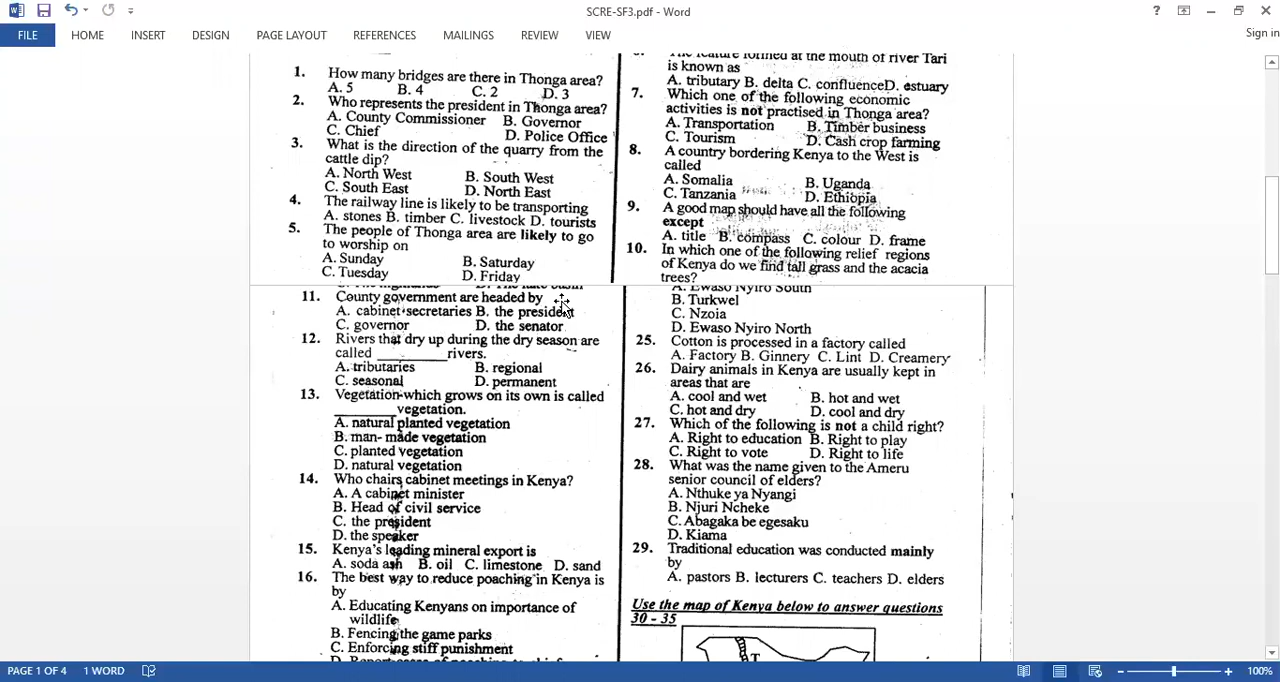 SCRE-SF3.pdf - Word
FILE HOME INSERT DESIGN PAGE LAYOUT REFERENCES MAILINGS REVIEW VIEW Sign in
1. How many bridges are there in Thonga area?
A. 5 B. 4 C. 2 D. 3
2. Who represents the president in Thonga area?
A. County Commissioner B. Governor
C. Chief D. Police Office
3. What is the direction of the quarry from the
cattle dip?
A. North West B. South West
C. South East D. North East
4. The railway line is likely to be transporting
A. stones B. timber C. livestock D. tourists
5. The people of Thonga area are likely to go
to worship on
A. Sunday B. Saturday
C. Tuesday D. Friday
The feature formed at the mouth of river Tari
is known as
A. tributary B. delta C. confluenceD. estuary
7. Which one of the following economic
activities is not practised in Thonga area?
A. Transportation B. Timber business
C. Tourism D. Cash crop farming
8. A country bordering Kenya to the West is
called
A. Somalia B. Uganda
C. Tanzania D. Ethiopia
9. A good map should have all the following
except
A. title B. compass C. colour D. frame
10. In which one of the following relief regions
of Kenya do we find tall grass and the acacia
trees?
11. County government are headed by
A. cabinet secretaries B. the president
C. governor D. the senator
12. Rivers that dry up during the dry season are
called __________ rivers.
A. tributaries B. regional
C. seasonal D. permanent
13. Vegetation which grows on its own is called
_________ vegetation.
A. natural planted vegetation
B. man- made vegetation
C. planted vegetation
D. natural vegetation
14. Who chairs cabinet meetings in Kenya?
A. A cabinet minister
B. Head of civil service
C. the president
D. the speaker
15. Kenya's leading mineral export is
A. soda ash B. oil C. limestone D. sand
16. The best way to reduce poaching in Kenya is
by
A. Educating Kenyans on importance of
wildlife
B. Fencing the game parks
C. Enforcing stiff punishment
A. Ewaso Nyiro South
B. Turkwel
C. Nzoia
D. Ewaso Nyiro North
25. Cotton is processed in a factory called
A. Factory B. Ginnery C. Lint D. Creamery
26. Dairy animals in Kenya are usually kept in
areas that are
A. cool and wet B. hot and wet
C. hot and dry D. cool and dry
27. Which of the following is not a child right?
A. Right to education B. Right to play
C. Right to vote D. Right to life
28. What was the name given to the Ameru
senior council of elders?
A. Nthuke ya Nyangi
B. Njuri Ncheke
C. Abagaka be egesaku
D. Kiama
29. Traditional education was conducted mainly
by
A. pastors B. lecturers C. teachers D. elders
Use the map of Kenya below to answer questions
30 - 35
T
PAGE 1 OF 4 1 WORD 100%